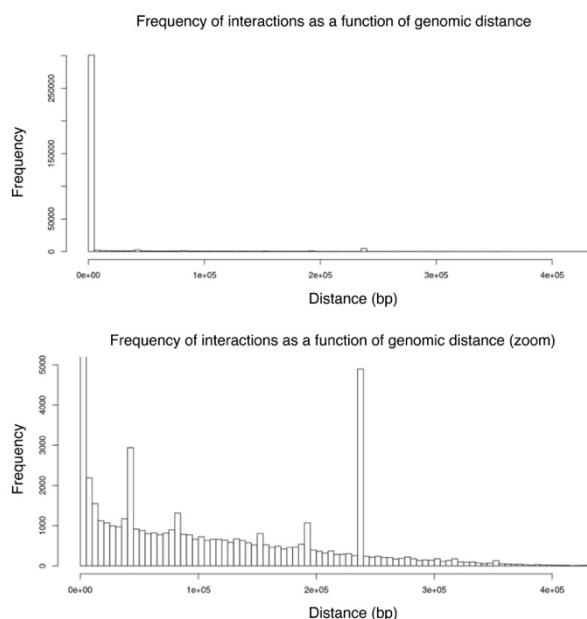 Frequency of interactions as a function of genomic distance
Frequency
250000
150000
50000
0
0e+00 1e+05 2e+05 3e+05 4e+05
Distance (bp)
Frequency of interactions as a function of genomic distance (zoom)
Frequency
5000
4000
3000
2000
1000
0
0e+00 1e+05 2e+05 3e+05 4e+05
Distance (bp)